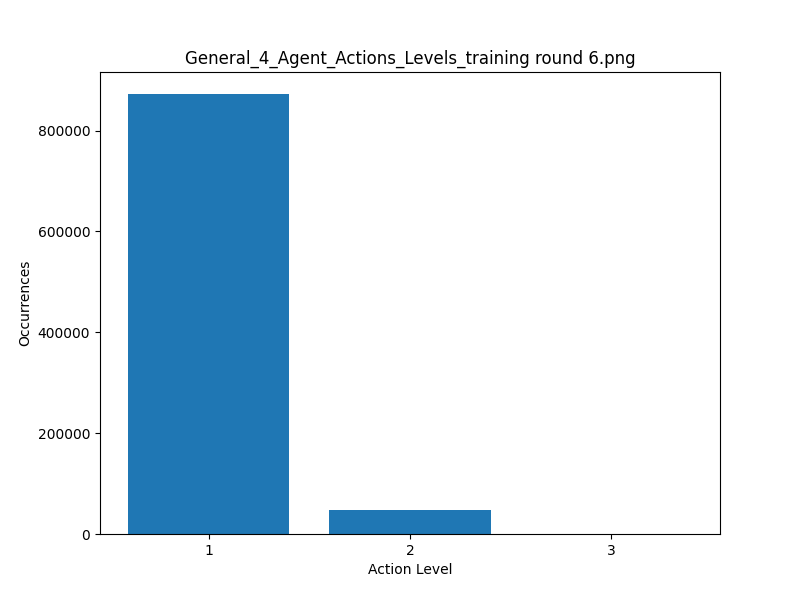 General_4_Agent_Actions_Levels_training round 6.png
800000
600000
400000
200000
0
Occurrences
1 2 3
Action Level